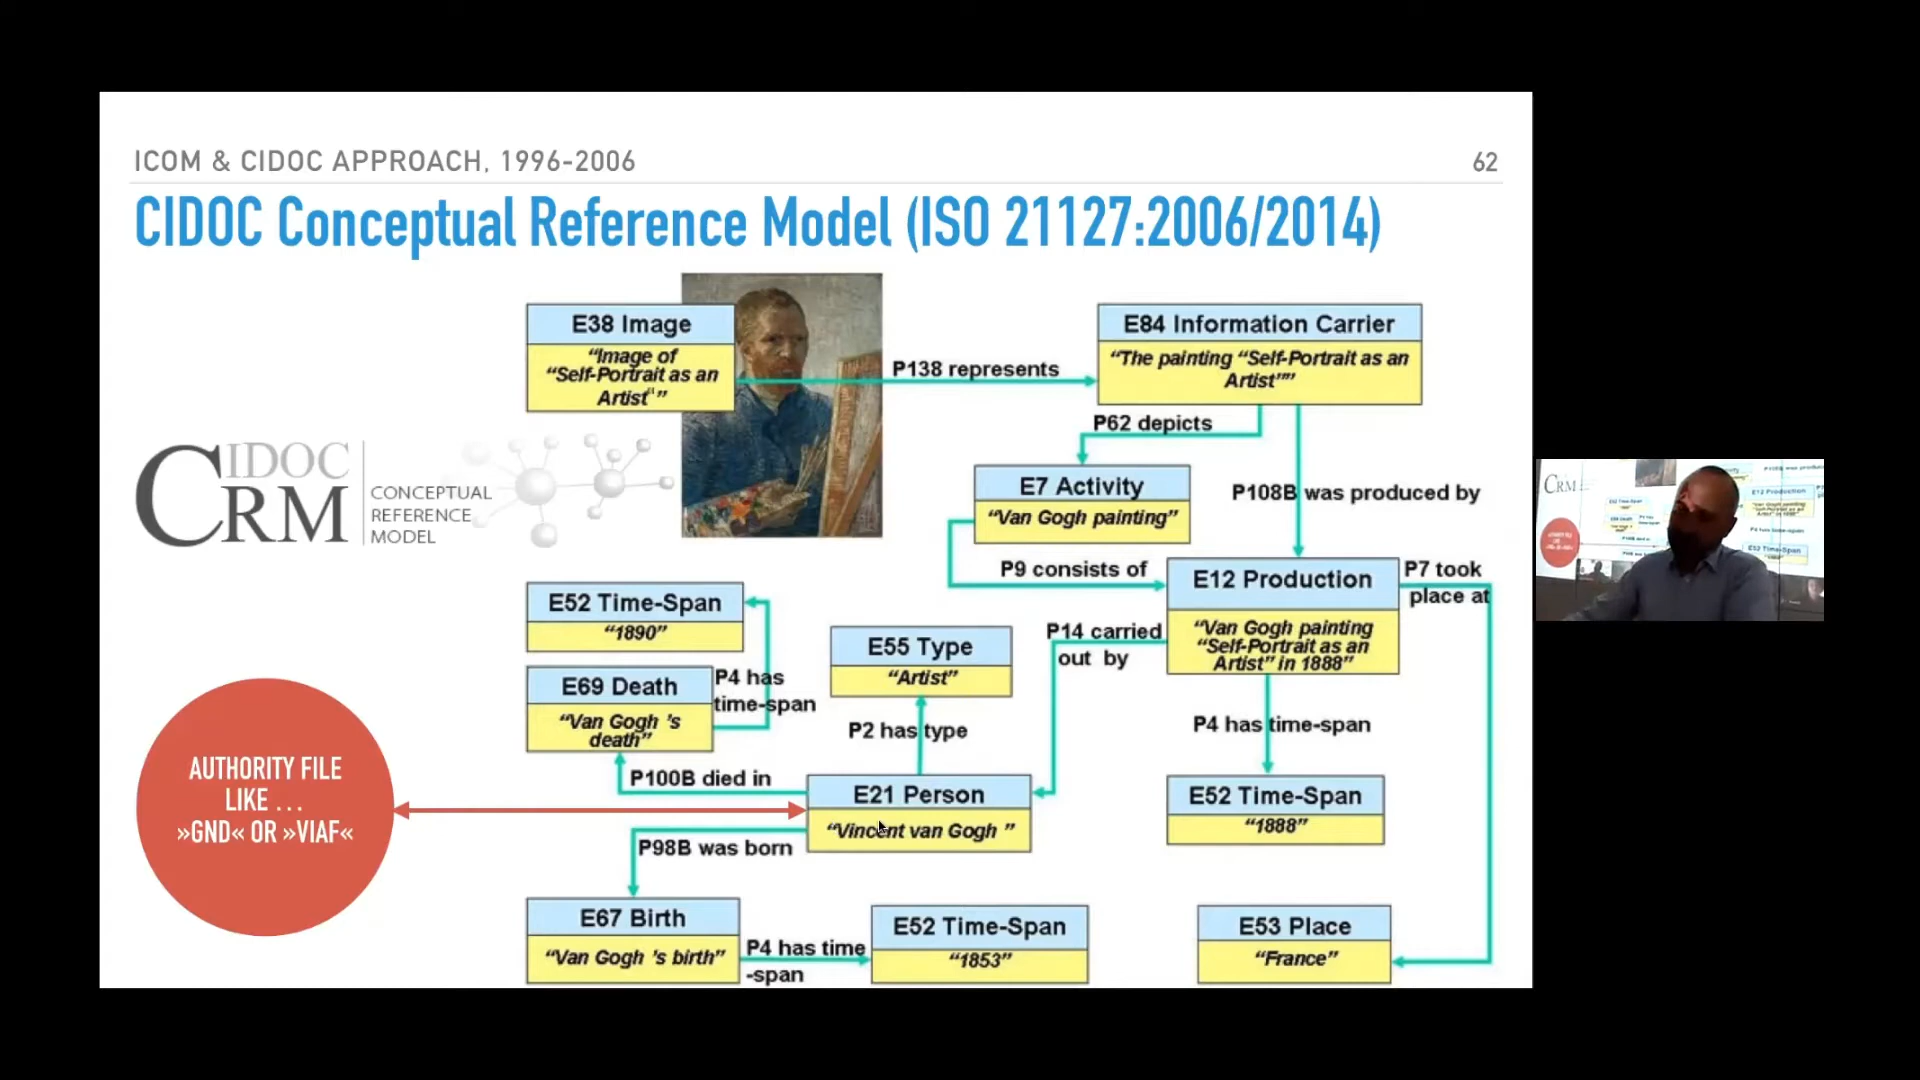 ICOM & CIDOC APPROACH, 1996-2006
62
CIDOC Conceptual Reference Model (ISO 21127:2006/2014)
E38 Image
"Image of
"Self-Portrait as an
Artist" "
P138 represents
E84 Information Carrier
"The painting "Self-Portrait as an
Artist""
P62 depicts
E7 Activity
"Van Gogh painting"
P108B was produced by
P9 consists of
E12 Production
"Van Gogh painting
"Self-Portrait as an
Artist" in 1888"
P7 took
place at
CIDOC
CRM
CONCEPTUAL
REFERENCE
MODEL
E52 Time-Span
"1890"
E69 Death
"Van Gogh 's
death"
P4 has
time-span
E55 Type
"Artist"
P2 has type
P14 carried
out by
P4 has time-span
P100B died in
E21 Person
"Vincent van Gogh "
E52 Time-Span
"1888"
AUTHORITY FILE
LIKE ...
»GND« OR »VIAF«
P98B was born
E67 Birth
"Van Gogh 's birth"
P4 has time
-span
E52 Time-Span
"1853"
E53 Place
"France"
CRM
E12 Production
E52 Time-Span